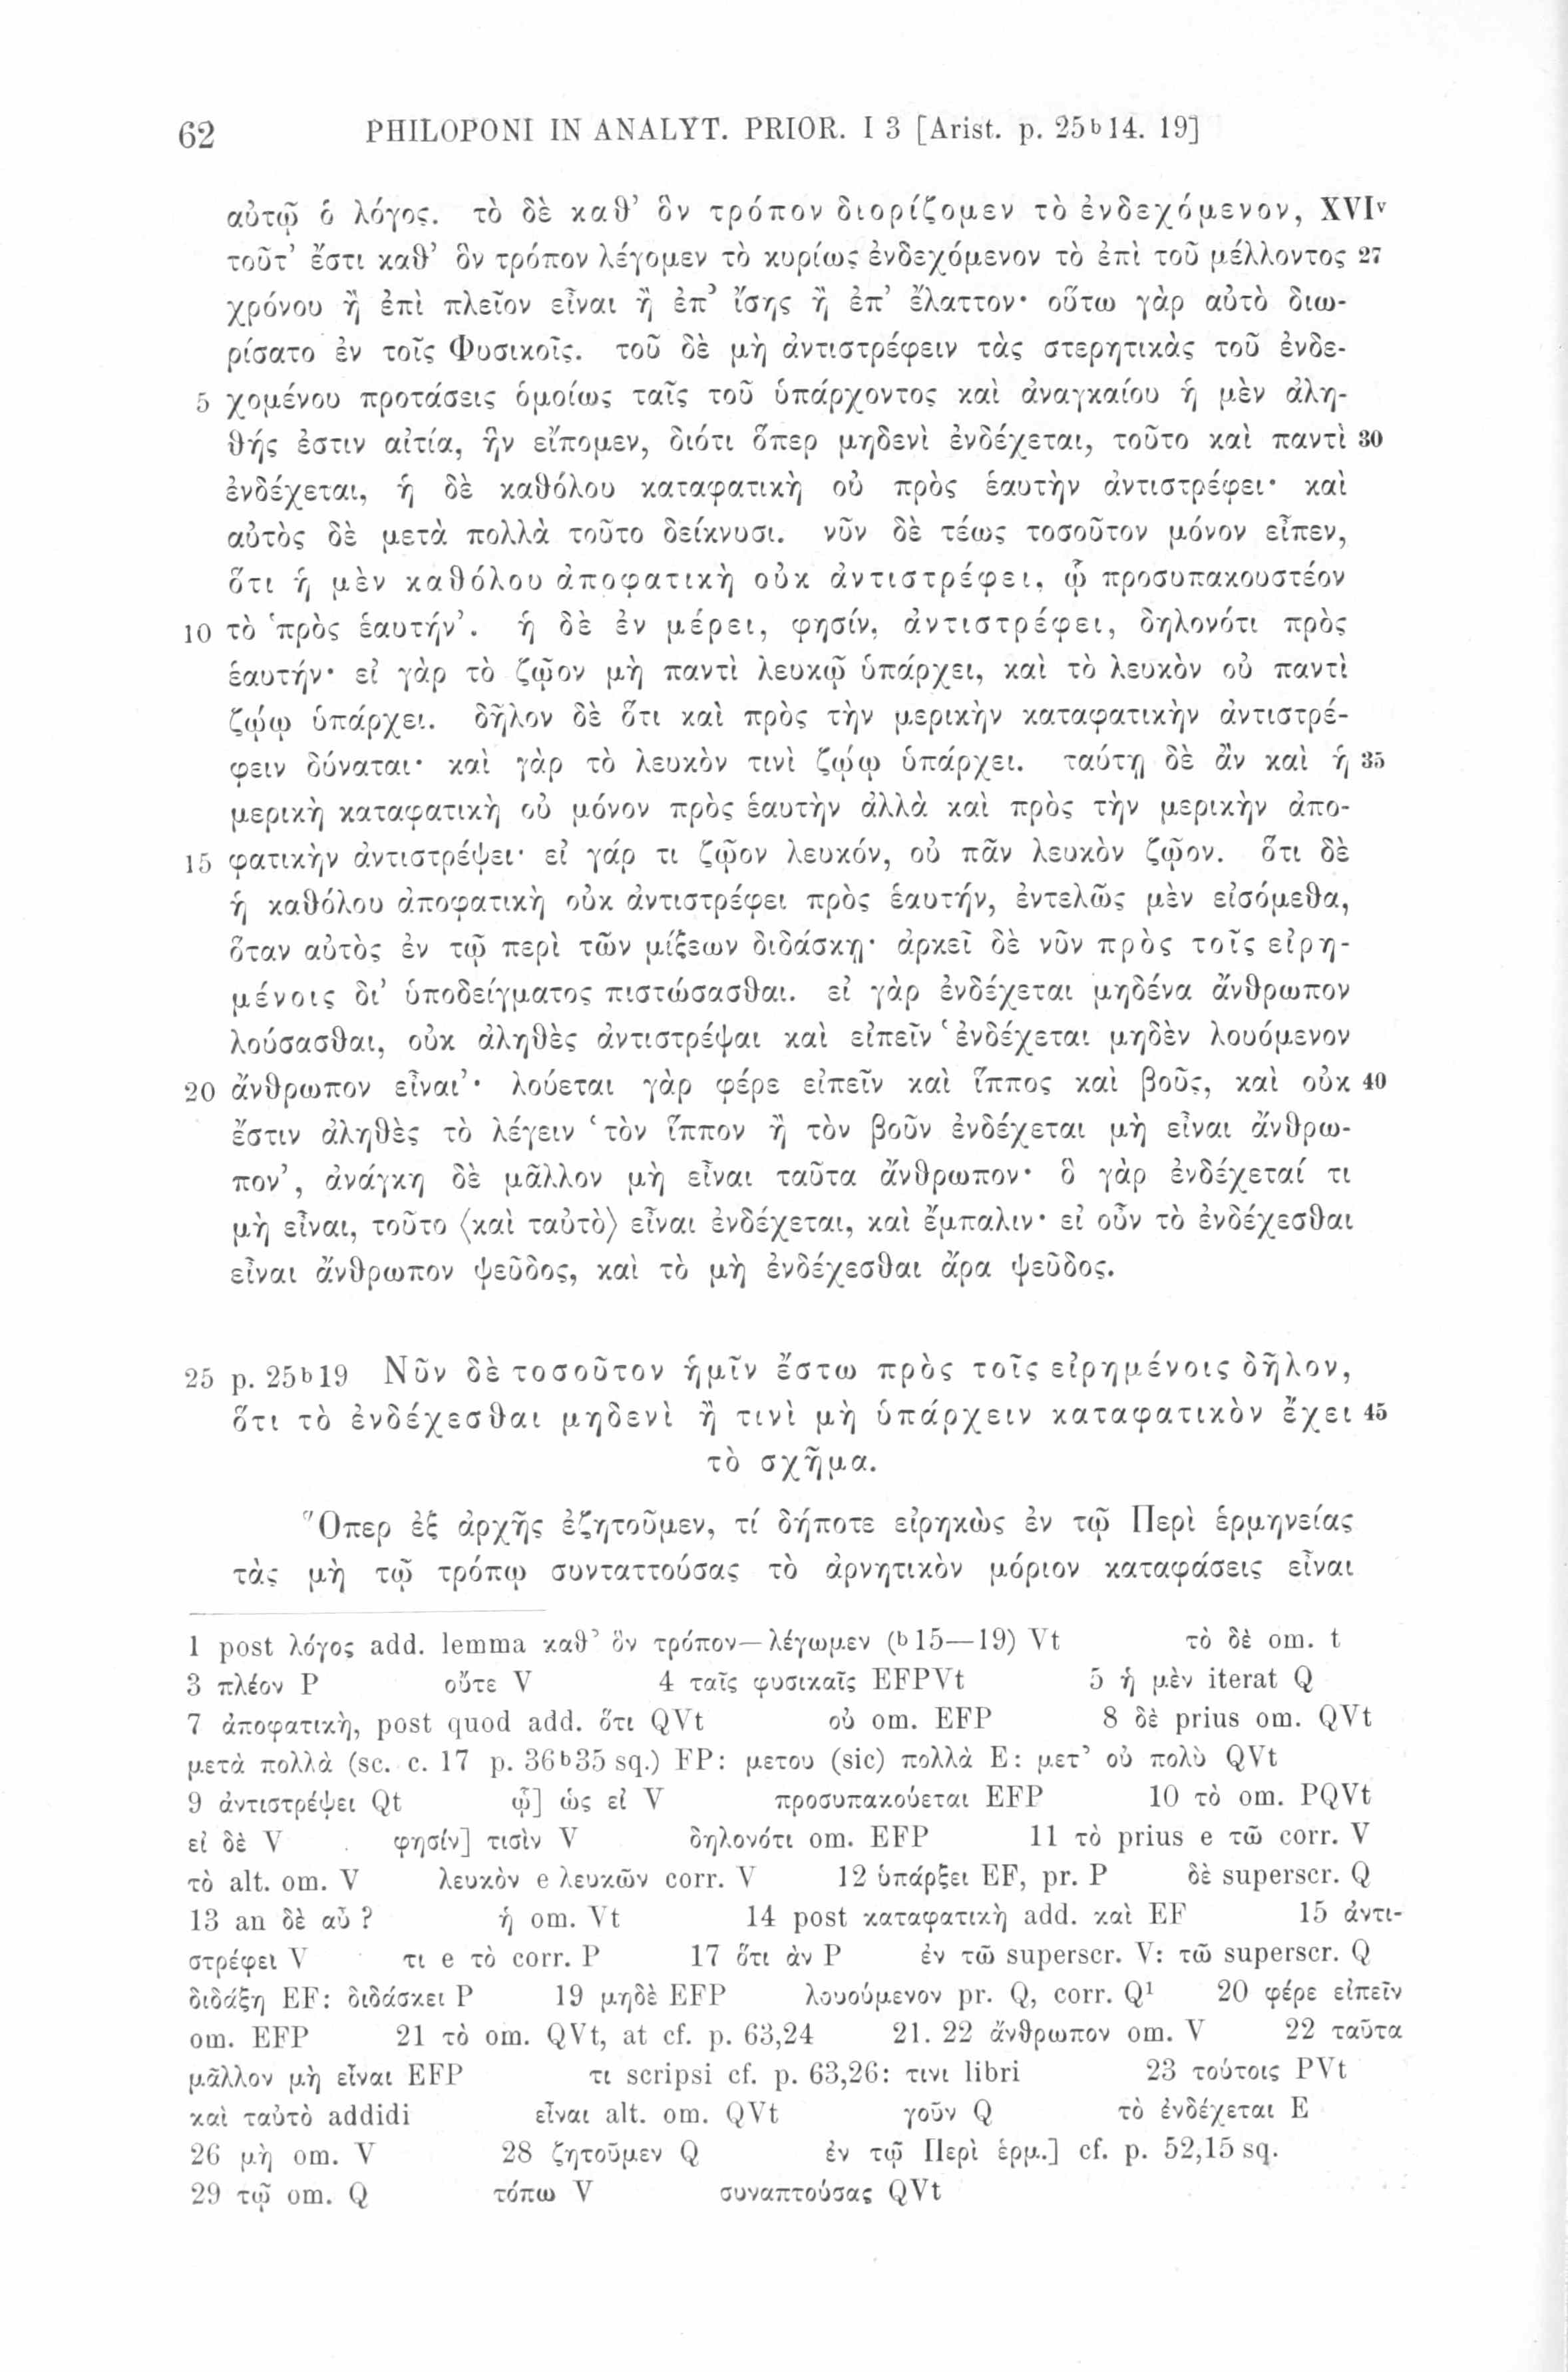 62 PHILOPONI IN ANALYT. PRIOR. I 3 [Arist. p. 25b14. 19]
αὐτῷ ὁ λόγος. τὸ δὲ καθ’ ὃν τρόπον διορίζομεν τὸ ἐνδεχόμενον, XVIv
τοῦτ’ ἔστι καθ’ ὃν τρόπον λέγομεν τὸ κυρίως ἐνδεχόμενον τὸ ἐπὶ τοῦ μέλλοντος 27
χρόνου ἢ ἐπὶ πλεῖον εἶναι ἢ ἐπ’ ἴσης ἢ ἐπ’ ἔλαττον· οὕτω γὰρ αὐτὸ διω-
ρίσατο ἐν τοῖς Φυσικοῖς. τοῦ δὲ μὴ ἀντιστρέφειν τὰς στερητικὰς τοῦ ἐνδε-
5 χομένου προτάσεις ὁμοίως ταῖς τοῦ ὑπάρχοντος καὶ ἀναγκαίου ἡ μὲν ἀλη-
θής ἐστιν αἰτία, ἣν εἴπομεν, διότι ὅπερ μηδενὶ ἐνδέχεται, τοῦτο καὶ παντὶ 30
ἐνδέχεται, ἡ δὲ καθόλου καταφατικὴ οὐ πρὸς ἑαυτὴν ἀντιστρέφει· καὶ
αὐτὸς δὲ μετὰ πολλὰ τοῦτο δείκνυσι. νῦν δὲ τέως τοσοῦτον μόνον εἶπεν,
ὅτι ἡ μὲν καθόλου ἀποφατικὴ οὐκ ἀντιστρέφει, ᾧ προσυπακουστέον
10 τὸ ‘πρὸς ἑαυτήν’. ἡ δὲ ἐν μέρει, φησίν, ἀντιστρέφει, δηλονότι πρὸς
ἑαυτήν· εἰ γὰρ τὸ ζῷον μὴ παντὶ λευκῷ ὑπάρχει, καὶ τὸ λευκὸν οὐ παντὶ
ζῴῳ ὑπάρχει. δῆλον δὲ ὅτι καὶ πρὸς τὴν μερικὴν καταφατικὴν ἀντιστρέ-
φειν δύναται· καὶ γὰρ τὸ λευκὸν τινὶ ζῴῳ ὑπάρχει. ταύτῃ δὲ ἂν καὶ ἡ 35
μερικὴ καταφατικὴ οὐ μόνον πρὸς ἑαυτὴν ἀλλὰ καὶ πρὸς τὴν μερικὴν ἀπο-
15 φατικὴν ἀντιστρέψει· εἰ γάρ τι ζῷον λευκόν, οὐ πᾶν λευκὸν ζῷον. ὅτι δὲ
ἡ καθόλου ἀποφατικὴ οὐκ ἀντιστρέφει πρὸς ἑαυτήν, ἐντελῶς μὲν εἰσόμεθα,
ὅταν αὐτὸς ἐν τῷ περὶ τῶν μίξεων διδάσκῃ· ἀρκεῖ δὲ νῦν πρὸς τοῖς εἰρη-
μένοις δι’ ὑποδείγματος πιστώσασθαι. εἰ γὰρ ἐνδέχεται μηδένα ἄνθρωπον
λούσασθαι, οὐκ ἀληθὲς ἀντιστρέψαι καὶ εἰπεῖν ‘ἐνδέχεται μηδὲν λουόμενον
20 ἄνθρωπον εἶναι’· λούεται γὰρ φέρε εἰπεῖν καὶ ἵππος καὶ βοῦς, καὶ οὐκ 40
ἔστιν ἀληθὲς τὸ λέγειν ‘τὸν ἵππον ἢ τὸν βοῦν ἐνδέχεται μὴ εἶναι ἄνθρω-
πον’, ἀνάγκη δὲ μᾶλλον μὴ εἶναι ταῦτα ἄνθρωπον· ὃ γὰρ ἐνδέχεταί τι
μὴ εἶναι, τοῦτο ⟨καὶ ταὐτὸ⟩ εἶναι ἐνδέχεται, καὶ ἔμπαλιν· εἰ οὖν τὸ ἐνδέχεσθαι
εἶναι ἄνθρωπον ψεῦδος, καὶ τὸ μὴ ἐνδέχεσθαι ἄρα ψεῦδος.
25 p. 25b19 Νῦν δὲ τοσοῦτον ἡμῖν ἔστω πρὸς τοῖς εἰρημένοις δῆλον,
ὅτι τὸ ἐνδέχεσθαι μηδενὶ ἢ τινὶ μὴ ὑπάρχειν καταφατικὸν ἔχει 45
τὸ σχῆμα.
Ὅπερ ἐξ ἀρχῆς ἐζητοῦμεν, τί δήποτε εἰρηκὼς ἐν τῷ Περὶ ἑρμηνείας
τὰς μὴ τῷ τρόπῳ συνταττούσας τὸ ἀρνητικὸν μόριον καταφάσεις εἶναι
1 post λόγος add. lemma καθ’ ὃν τρόπον—λέγωμεν (b15—19) Vt τὸ δὲ om. t
3 πλέον P οὔτε V 4 ταῖς φυσικαῖς EFPVt 5 ἡ μὲν iterat Q
7 ἀποφατικὴ, post quod add. ὅτι QVt οὐ om. EFP 8 δὲ prius om. QVt
μετὰ πολλὰ (sc. c. 17 p. 36b35 sq.) FP: μετου (sic) πολλὰ E: μετ’ οὐ πολὺ QVt
9 ἀντιστρέψει Qt ᾧ] ὡς εἰ V προσυπακούεται EFP 10 τὸ om. PQVt
εἰ δὲ V φησίν] τισὶν V δηλονότι om. EFP 11 τὸ prius e τῶ corr. V
τὸ alt. om. V λευκὸν e λευκῶν corr. V 12 ὑπάρξει EF, pr. P δὲ superscr. Q
13 an δὲ αὖ ? ἡ om. Vt 14 post καταφατικὴ add. καὶ EF 15 ἀντι-
στρέφει V τι e τὸ corr. P 17 ὅτι ἀν P ἐν τῶ superscr. V: τῶ superscr. Q
διδάξη EF: διδάσκει P 19 μηδὲ EFP λουούμενον pr. Q, corr. Q1 20 φέρε εἰπεῖν
om. EFP 21 τὸ om. QVt, at cf. p. 63,24 21. 22 ἄνθρωπον om. V 22 ταῦτα
μᾶλλον μὴ εἶναι EFP τι scripsi cf. p. 63,26: τινι libri 23 τούτοις PVt
καὶ ταὐτὸ addidi εἶναι alt. om. QVt γοῦν Q τὸ ἐνδέχεται E
26 μὴ om. V 28 ζητοῦμεν Q ἐν τῷ Περὶ ἑρμ.] cf. p. 52,15 sq.
29 τῷ om. Q τόπω V συναπτούσας QVt